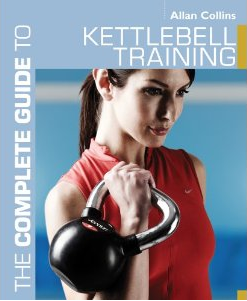 Allan Collins
KETTLEBELL
TRAINING
THE COMPLETE GUIDE TO